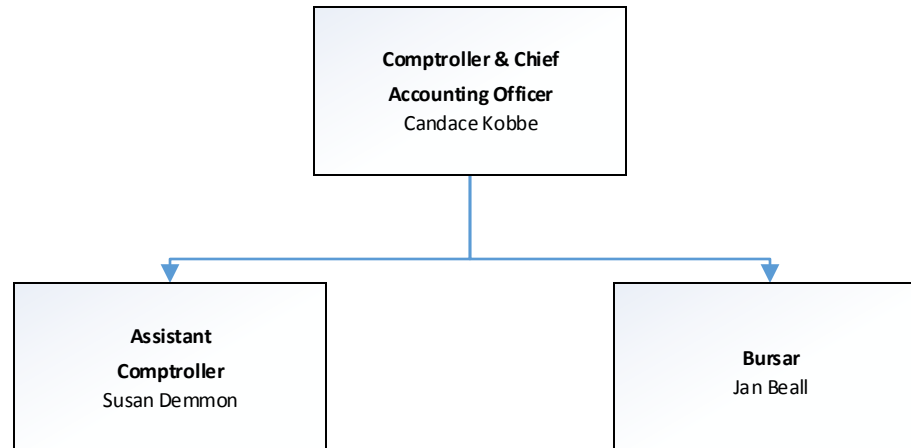 Comptroller & Chief
Accounting Officer
Candace Kobbe
Assistant
Comptroller
Susan Demmon
Bursar
Jan Beall